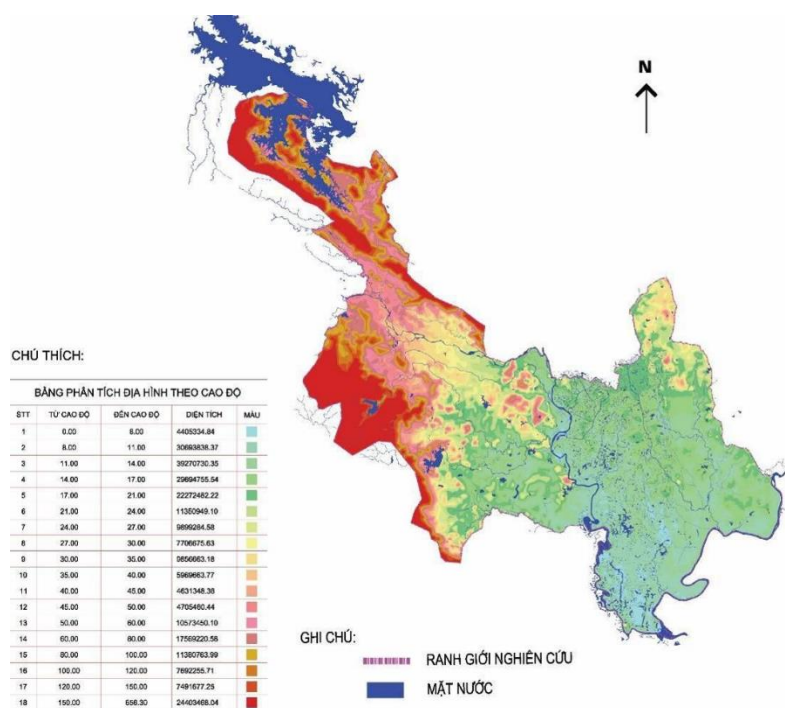 N
CHÚ THÍCH:
BẢNG PHÂN TÍCH ĐỊA HÌNH THEO CAO ĐỘ
STT TỪ CAO ĐỘ ĐẾN CAO ĐỘ DIỆN TÍCH MÀU
1 0.00 8.00 4405334.84
2 8.00 11.00 30693838.37
3 11.00 14.00 39270730.35
4 14.00 17.00 29894755.54
5 17.00 21.00 22272462.22
6 21.00 24.00 11350949.10
7 24.00 27.00 9899284.58
8 27.00 30.00 7706675.63
9 30.00 35.00 9856663.18
10 35.00 40.00 5969663.77
11 40.00 45.00 4631348.38
12 45.00 50.00 4705460.44
13 50.00 60.00 10573450.10
14 60.00 80.00 17569220.56
15 80.00 100.00 11380763.99
16 100.00 120.00 7692255.71
17 120.00 150.00 7491677.25
18 150.00 656.30 24403468.04
GHI CHÚ:
RANH GIỚI NGHIÊN CỨU
MẶT NƯỚC